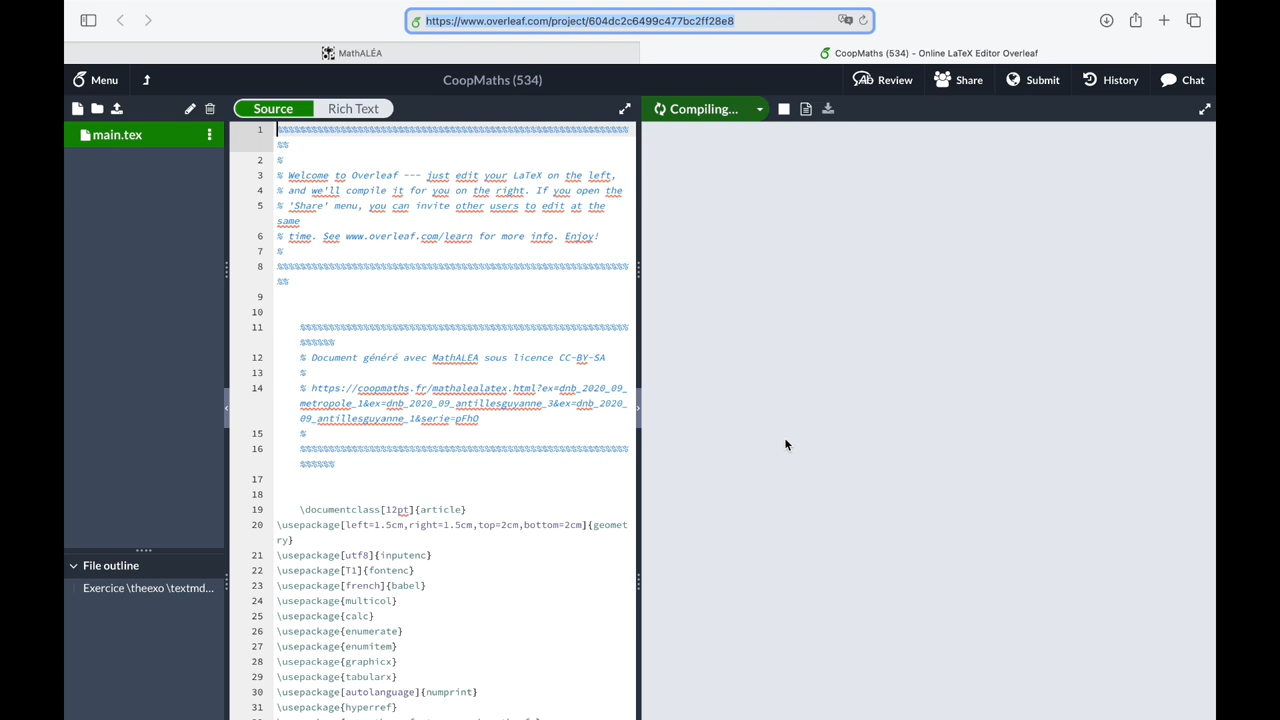 https://www.overleaf.com/project/604dc2c6499c477bc2ff28e8
MathALÉA
CoopMaths (534) - Online LaTeX Editor Overleaf
Menu
CoopMaths (534)
Review
Share
Submit
History
Chat
Source
Rich Text
Compiling...
main.tex
1 %%%%%%%%%%%%%%%%%%%%%%%%%%%%%%%%%%%%%%%%%%%%%%%%%%%%%%%%%%%%%%
%%
2 %
3 % Welcome to Overleaf --- just edit your LaTeX on the left,
4 % and we'll compile it for you on the right. If you open the
5 % 'Share' menu, you can invite other users to edit at the
same
6 % time. See www.overleaf.com/learn for more info. Enjoy!
7 %
8 %%%%%%%%%%%%%%%%%%%%%%%%%%%%%%%%%%%%%%%%%%%%%%%%%%%%%%%%%%%%%%
%%
9
10
11 %%%%%%%%%%%%%%%%%%%%%%%%%%%%%%%%%%%%%%%%%%%%%%%%%%%%%%%%%%
%%%%%%
12 % Document généré avec MathALEA sous licence CC-BY-SA
13 %
14 % https://coopmaths.fr/mathalealatex.html?ex=dnb_2020_09_
metropole_1&ex=dnb_2020_09_antillesguyanne_3&ex=dnb_2020_
09_antillesguyanne_1&serie=pFhO
15 %
16 %%%%%%%%%%%%%%%%%%%%%%%%%%%%%%%%%%%%%%%%%%%%%%%%%%%%%%%%%%
%%%%%%
17
18
19 \documentclass[12pt]{article}
20 \usepackage[left=1.5cm,right=1.5cm,top=2cm,bottom=2cm]{geomet
ry}
21 \usepackage[utf8]{inputenc}
22 \usepackage[T1]{fontenc}
23 \usepackage[french]{babel}
24 \usepackage{multicol}
25 \usepackage{calc}
26 \usepackage{enumerate}
27 \usepackage{enumitem}
28 \usepackage{graphicx}
29 \usepackage{tabularx}
30 \usepackage[autolanguage]{numprint}
31 \usepackage{hyperref}
File outline
Exercice \theexo \textmd...